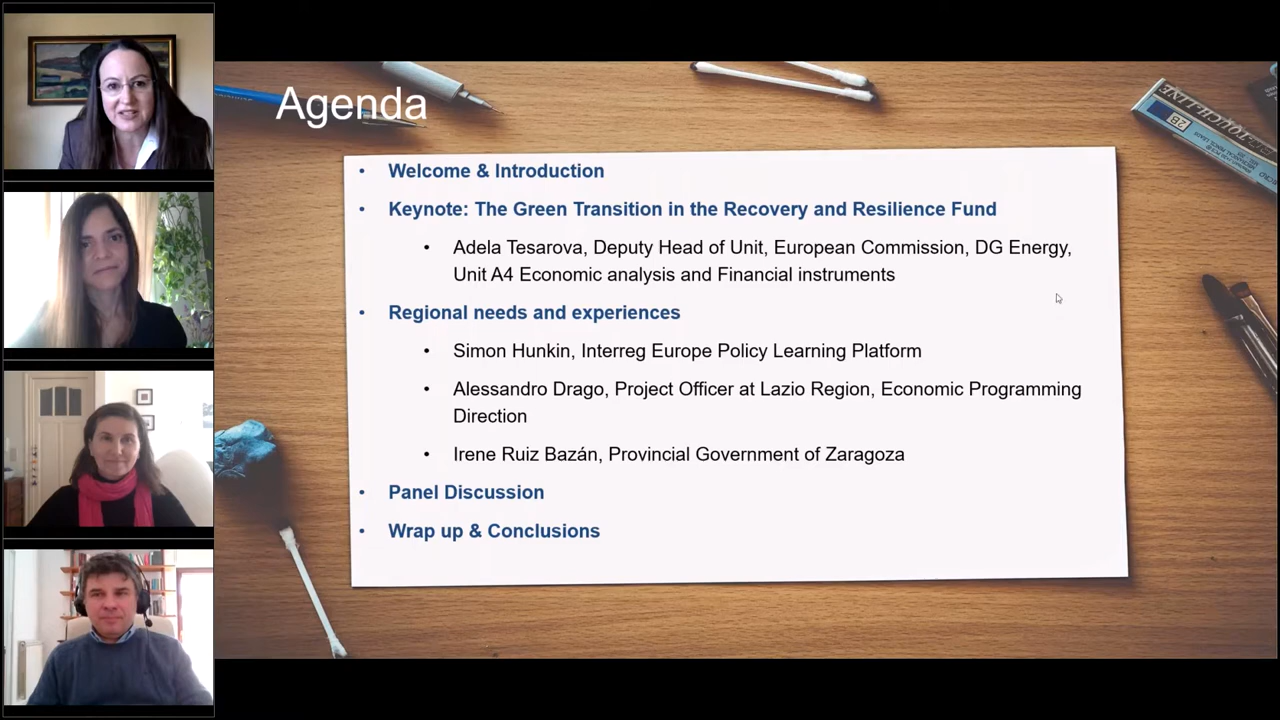 Agenda
• Welcome & Introduction
• Keynote: The Green Transition in the Recovery and Resilience Fund
• Adela Tesarova, Deputy Head of Unit, European Commission, DG Energy,
Unit A4 Economic analysis and Financial instruments
• Regional needs and experiences
• Simon Hunkin, Interreg Europe Policy Learning Platform
• Alessandro Drago, Project Officer at Lazio Region, Economic Programming
Direction
• Irene Ruiz Bazán, Provincial Government of Zaragoza
• Panel Discussion
• Wrap up & Conclusions
2B